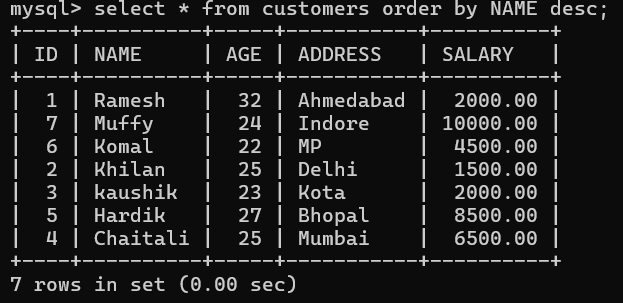 mysql> select * from customers order by NAME desc;
+----+----------+-----+-----------+----------+
| ID | NAME     | AGE | ADDRESS   | SALARY   |
+----+----------+-----+-----------+----------+
|  1 | Ramesh   |  32 | Ahmedabad |  2000.00 |
|  7 | Muffy    |  24 | Indore    | 10000.00 |
|  6 | Komal    |  22 | MP        |  4500.00 |
|  2 | Khilan   |  25 | Delhi     |  1500.00 |
|  3 | kaushik  |  23 | Kota      |  2000.00 |
|  5 | Hardik   |  27 | Bhopal    |  8500.00 |
|  4 | Chaitali |  25 | Mumbai    |  6500.00 |
+----+----------+-----+-----------+----------+
7 rows in set (0.00 sec)